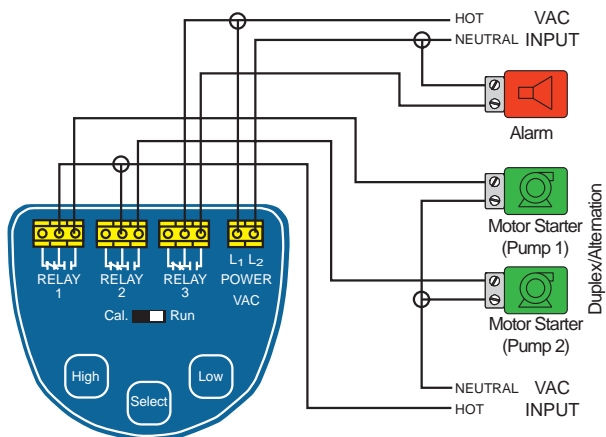 HOT VAC
NEUTRAL INPUT
Alarm
Motor Starter
(Pump 1)
Duplex/Alternation
Motor Starter
(Pump 2)
RELAY
1
RELAY
2
RELAY
3
L1 L2
POWER
VAC
Cal. Run
High
Select
Low
NEUTRAL VAC
HOT INPUT